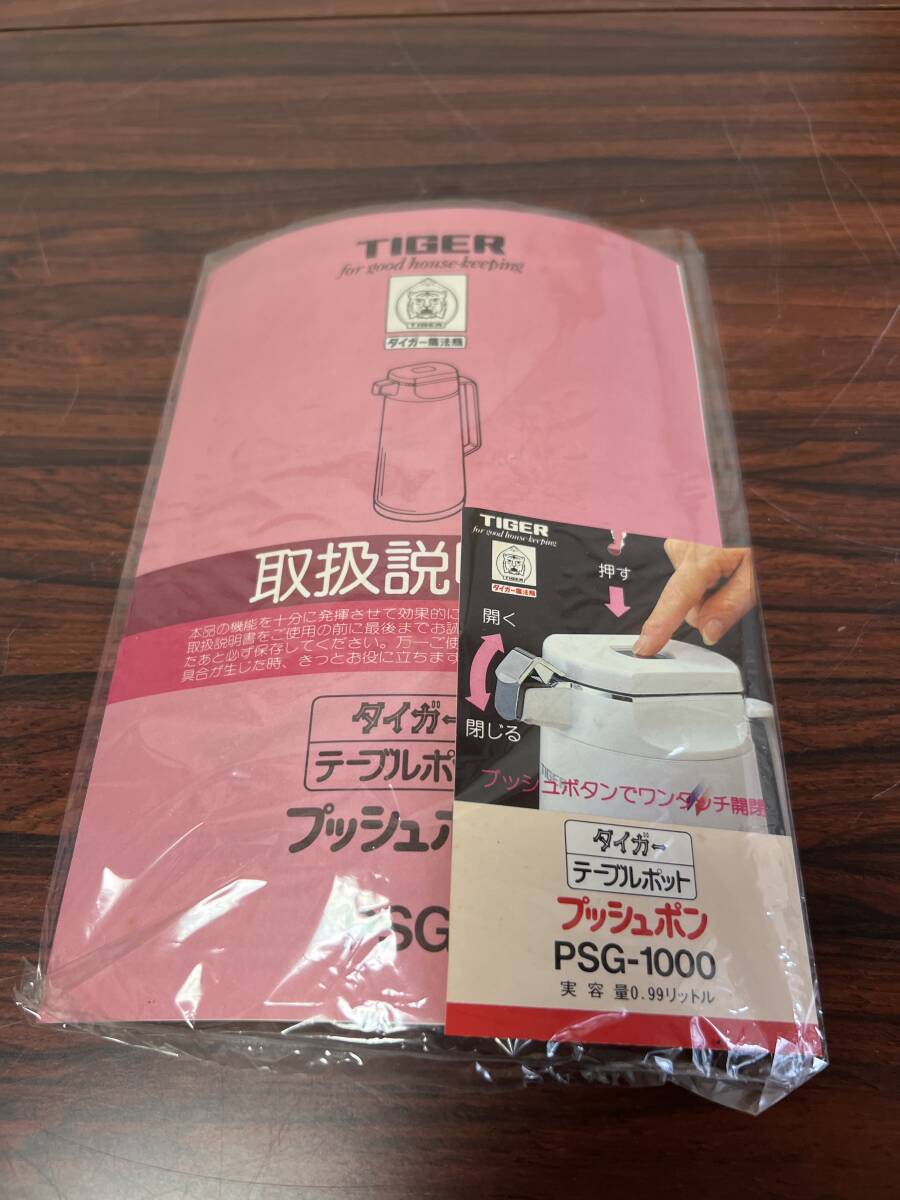 TIGER
for good house-keeping
TIGER
タイガー魔法瓶
取扱説
本品の機能を十分に発揮させて効果的に
取扱説明書をご使用の前に最後までお読
たあと必ず保存してください。万一ご使
具合が生じた時、きっとお役に立ちます
タイガー
テーブルポ
プッシュ
SG
TIGER
for good house-keeping
TIGER
タイガー魔法瓶
押す
開く
閉じる
TIGER
プッシュボタンでワンタッチ開閉
タイガー
テーブルポット
プッシュポン
PSG-1000
実容量0.99リットル